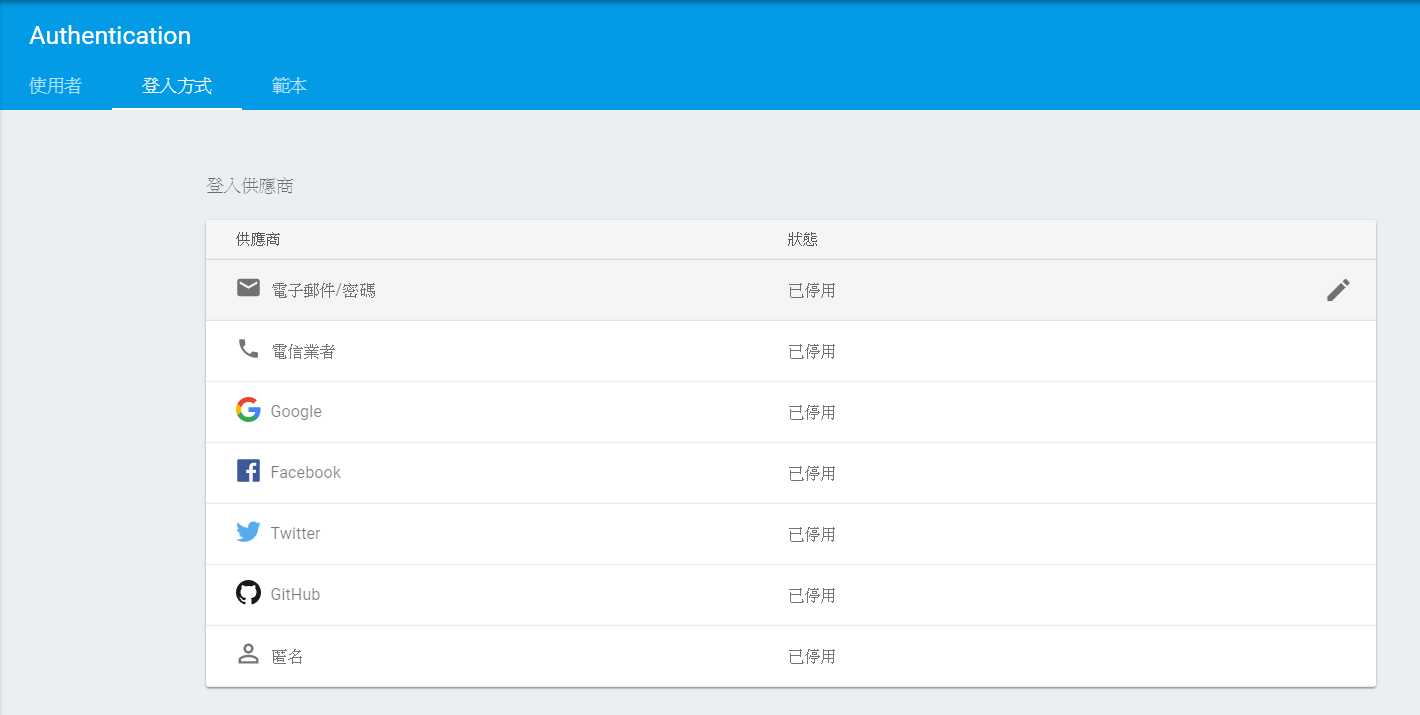 Authentication
使用者 登入方式 範本
登入供應商
供應商 狀態
電子郵件/密碼 已停用
電信業者 已停用
Google 已停用
Facebook 已停用
Twitter 已停用
GitHub 已停用
匿名 已停用